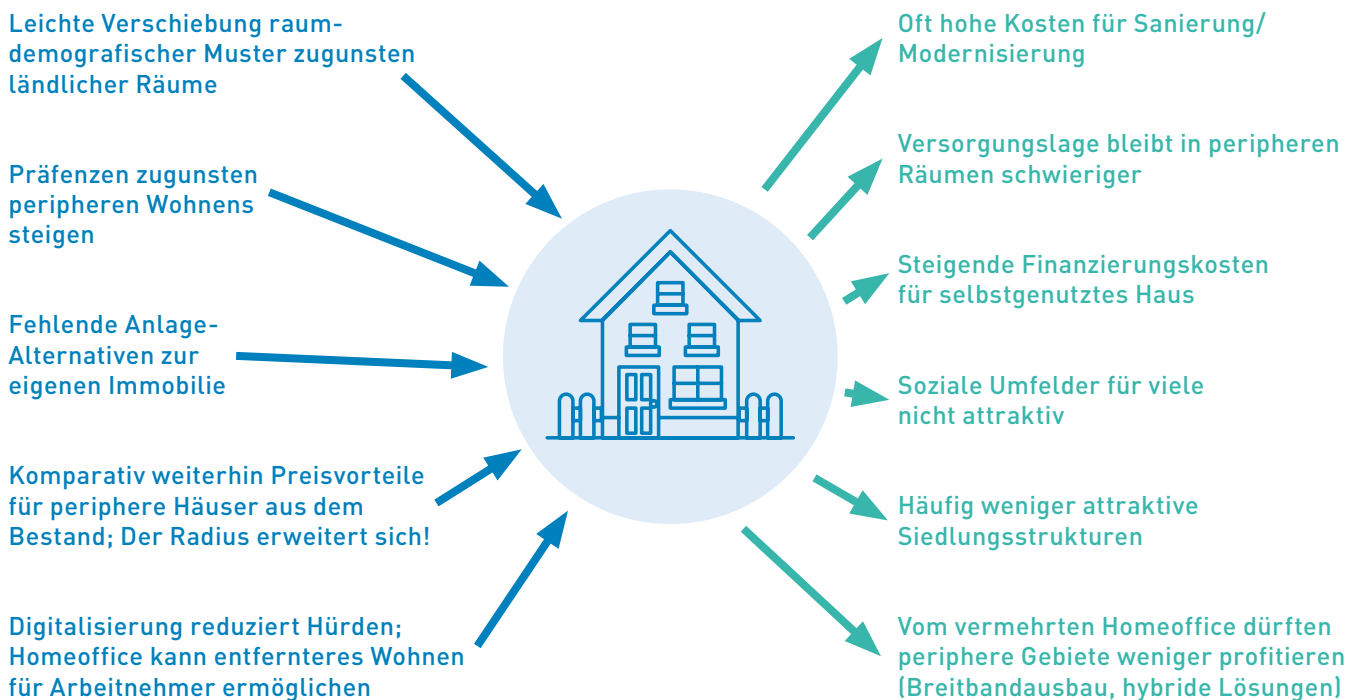 Leichte Verschiebung raum-
demografischer Muster zugunsten
ländlicher Räume
Präfenzen zugunsten
peripheren Wohnens
steigen
Fehlende Anlage-
Alternativen zur
eigenen Immobilie
Komparativ weiterhin Preisvorteile
für periphere Häuser aus dem
Bestand; Der Radius erweitert sich!
Digitalisierung reduziert Hürden;
Homeoffice kann entfernteres Wohnen
für Arbeitnehmer ermöglichen
Oft hohe Kosten für Sanierung/
Modernisierung
Versorgungslage bleibt in peripheren
Räumen schwieriger
Steigende Finanzierungskosten
für selbstgenutztes Haus
Soziale Umfelder für viele
nicht attraktiv
Häufig weniger attraktive
Siedlungsstrukturen
Vom vermehrten Homeoffice dürften
periphere Gebiete weniger profitieren
(Breitbandausbau, hybride Lösungen)